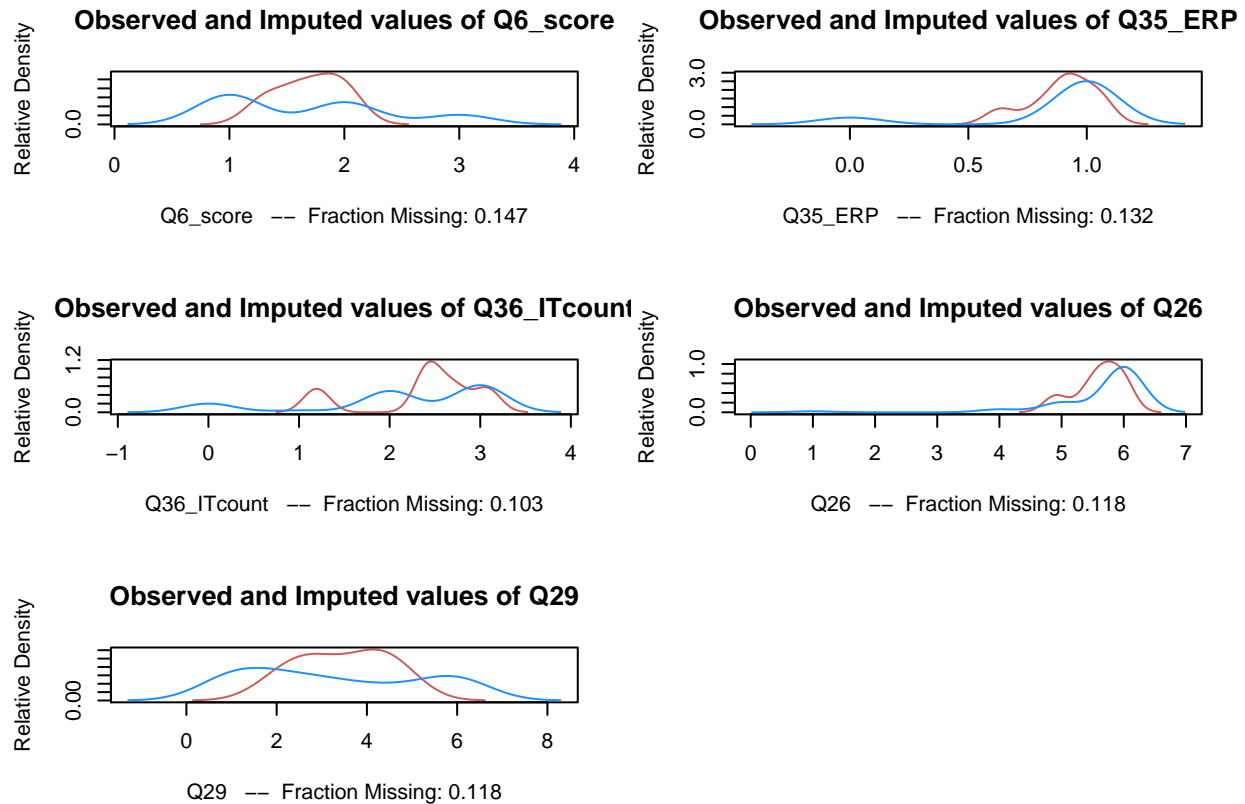 Observed and Imputed values of Q6_score
Relative Density
0.0
0 1 2 3 4
Q6_score −− Fraction Missing: 0.147
Observed and Imputed values of Q35_ERP
Relative Density
3.0
0.0
0.0 0.5 1.0
Q35_ERP −− Fraction Missing: 0.132
Observed and Imputed values of Q36_ITcount
Relative Density
1.2
0.0
−1 0 1 2 3 4
Q36_ITcount −− Fraction Missing: 0.103
Observed and Imputed values of Q26
Relative Density
1.0
0.0
0 1 2 3 4 5 6 7
Q26 −− Fraction Missing: 0.118
Observed and Imputed values of Q29
Relative Density
0.00
0 2 4 6 8
Q29 −− Fraction Missing: 0.118